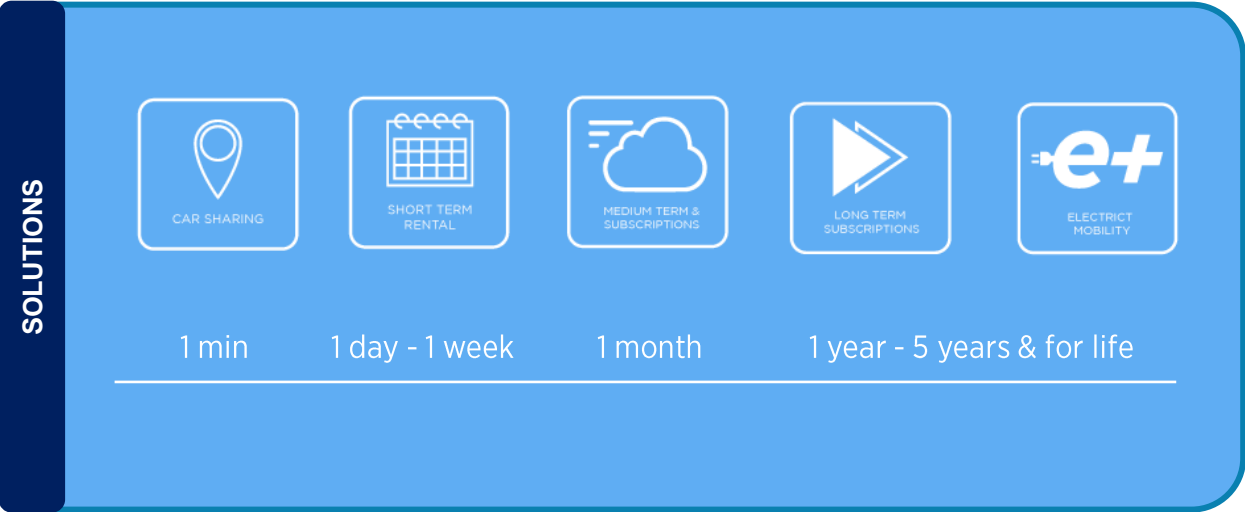 SOLUTIONS
CAR SHARING
SHORT TERM
RENTAL
MEDIUM TERM &
SUBSCRIPTIONS
LONG TERM
SUBSCRIPTIONS
e+
ELECTRICT
MOBILITY
1 min
1 day - 1 week
1 month
1 year - 5 years & for life